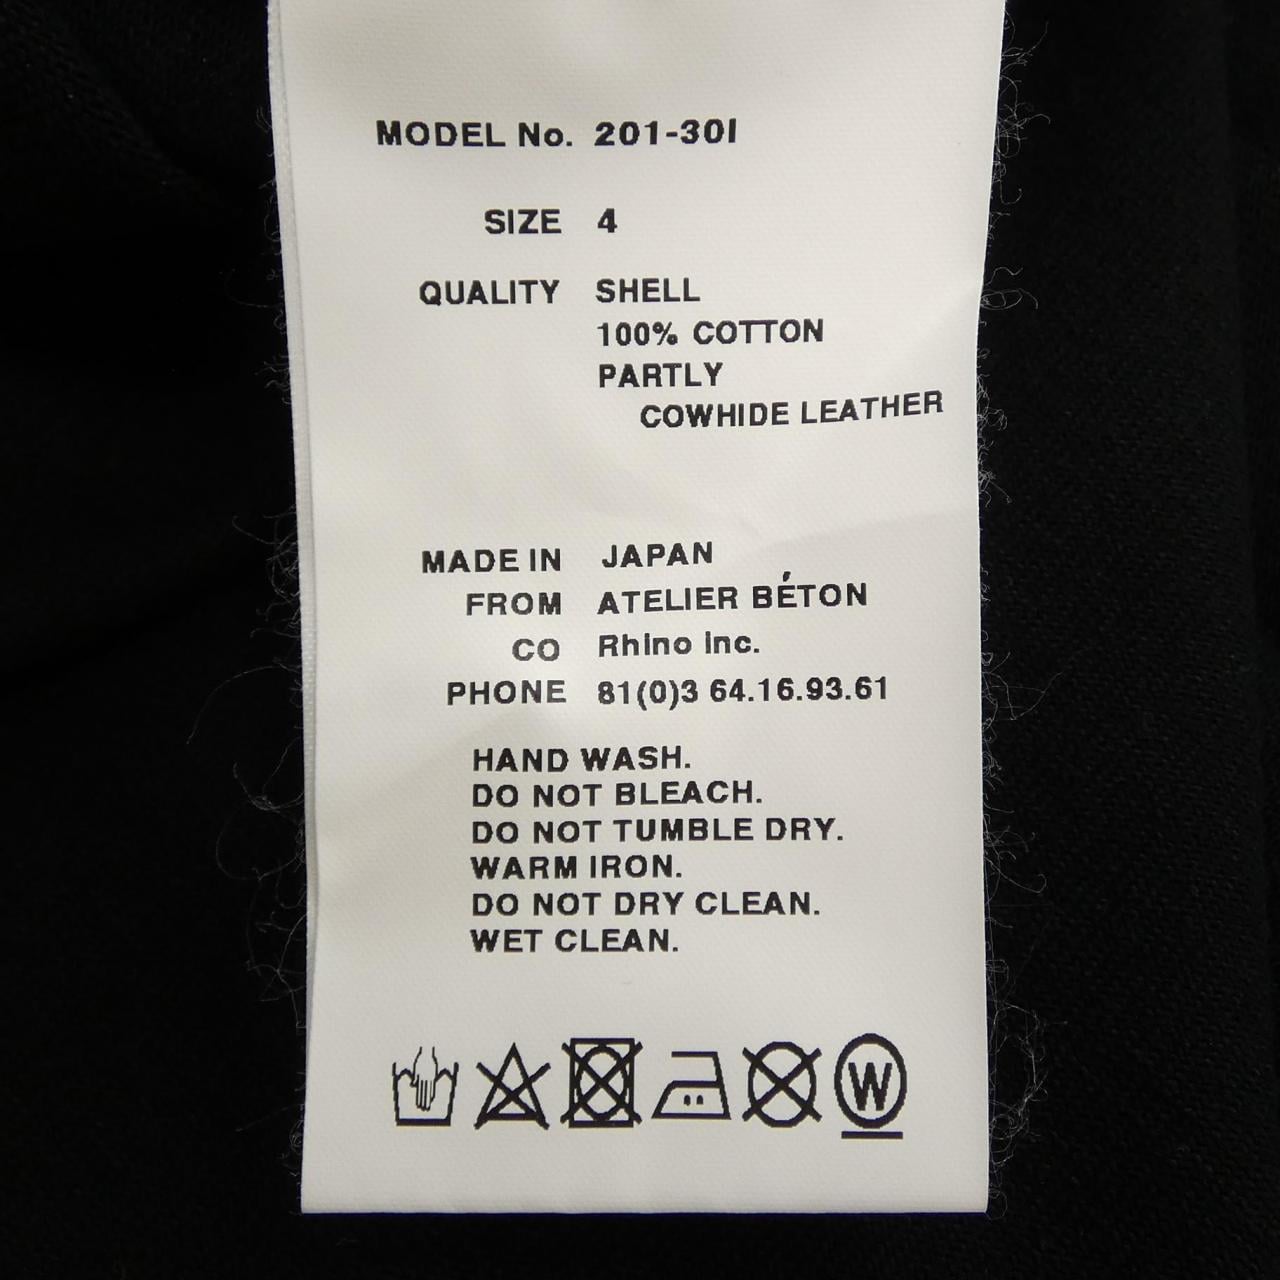 MODEL No. 201-30I
SIZE 4
QUALITY SHELL
100% COTTON
PARTLY
COWHIDE LEATHER
MADE IN JAPAN
FROM ATELIER BÉTON
CO Rhino inc.
PHONE 81(0)3 64.16.93.61
HAND WASH.
DO NOT BLEACH.
DO NOT TUMBLE DRY.
WARM IRON.
DO NOT DRY CLEAN.
WET CLEAN.
W